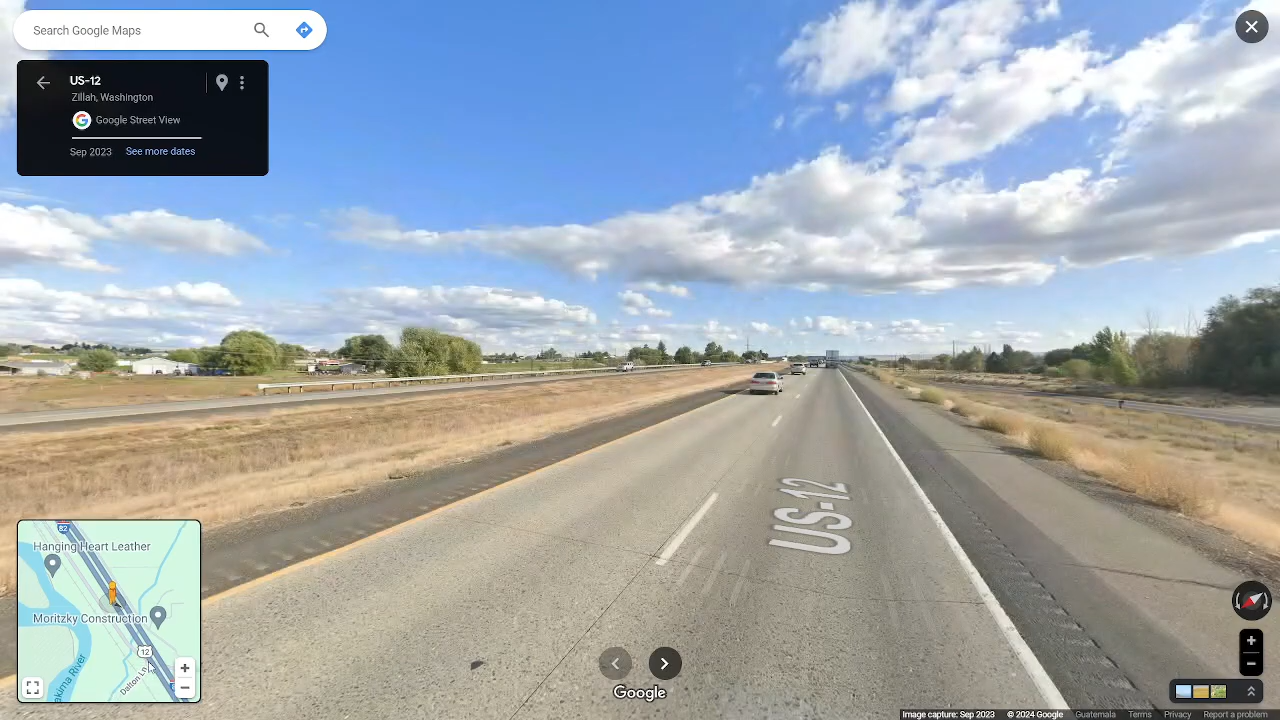 Search Google Maps
US-12
Zillah, Washington
Google Street View
Sep 2023 See more dates
US-12
82
Hanging Heart Leather
Moritzky Construction
12
Dalton Ln
akima River
Google
Image capture: Sep 2023 © 2024 Google Guatemala Terms Privacy Report a problem